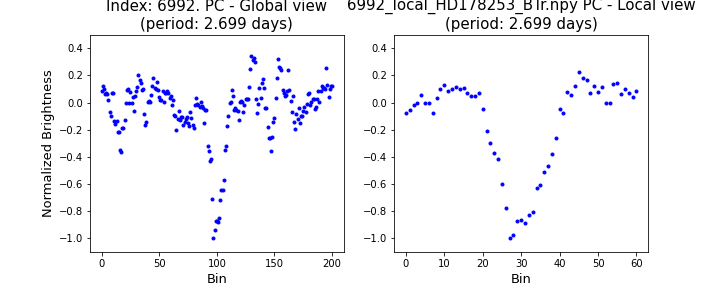 Index: 6992. PC - Global view
(period: 2.699 days)
6992_local_HD178253_BTr.npy PC - Local view
(period: 2.699 days)
Normalized Brightness
0.4
0.2
0.0
−0.2
−0.4
−0.6
−0.8
−1.0
0 50 100 150 200
Bin
0.4
0.2
0.0
−0.2
−0.4
−0.6
−0.8
−1.0
0 10 20 30 40 50 60
Bin